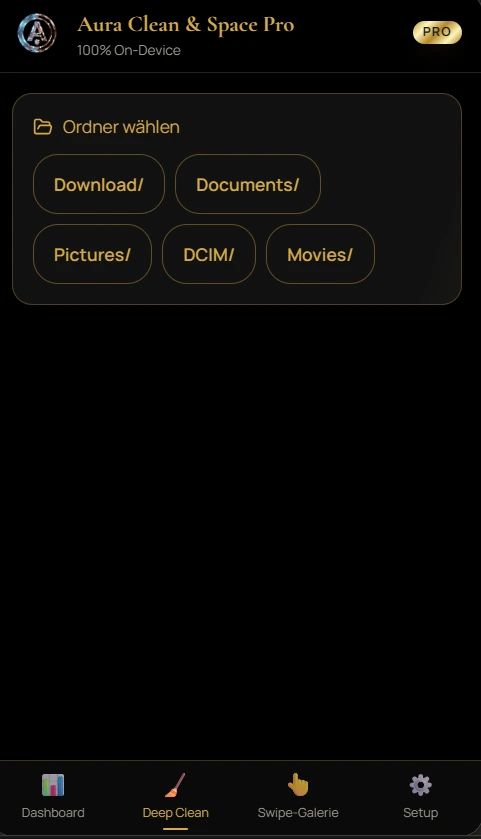 Aura Clean & Space Pro
100% On-Device
PRO
Ordner wählen
Download/
Documents/
Pictures/
DCIM/
Movies/
Dashboard
Deep Clean
Swipe-Galerie
Setup